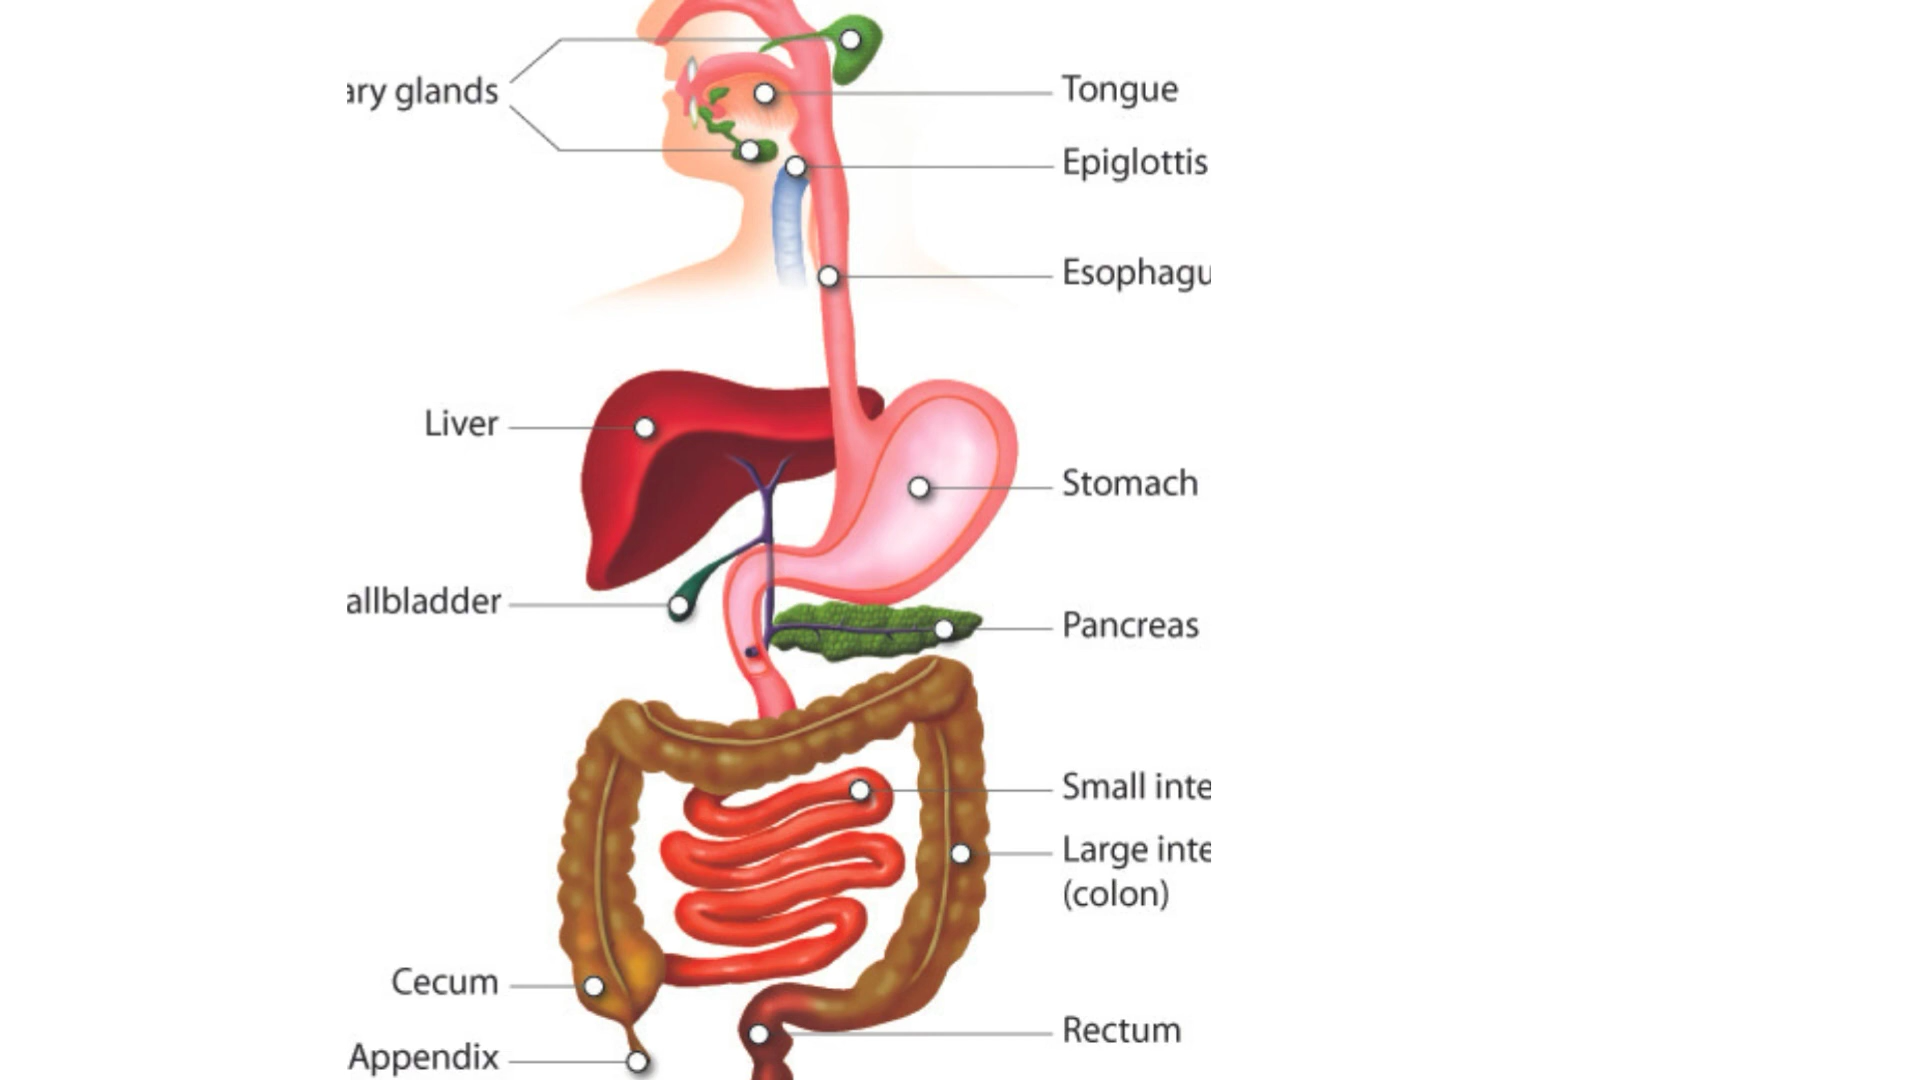 ary glands
Tongue
Epiglottis
Esophagu
Liver
Stomach
allbladder
Pancreas
Small inte
Large inte
(colon)
Cecum
Rectum
Appendix